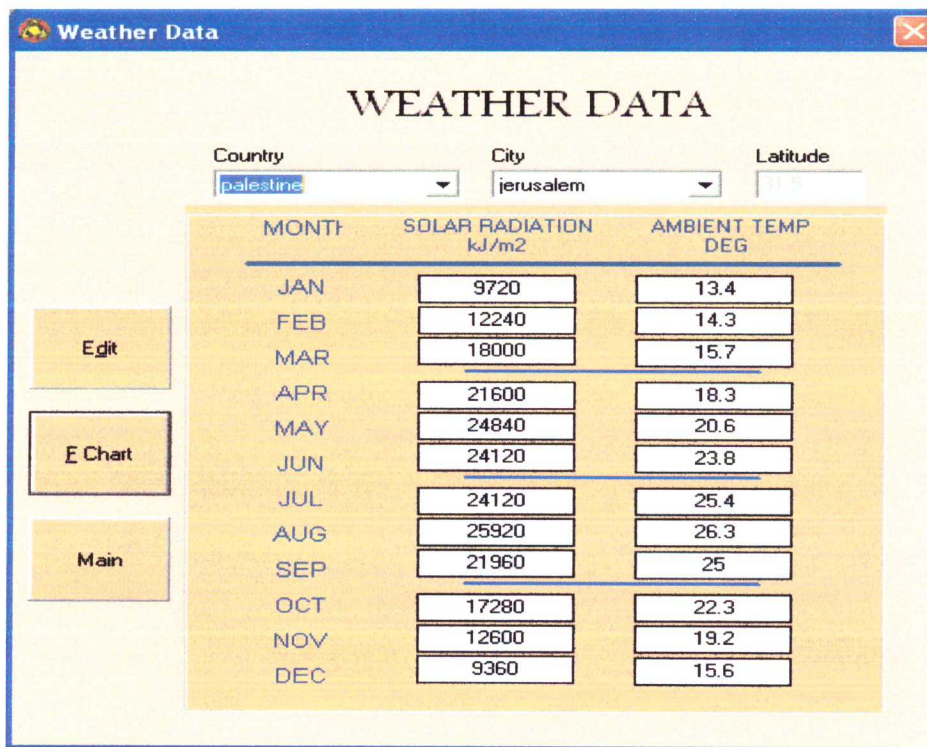 Weather Data
WEATHER DATA
Country City Latitude
palestine jerusalem 31.5
MONTH SOLAR RADIATION AMBIENT TEMP
kJ/m2 DEG
JAN 9720 13.4
FEB 12240 14.3
MAR 18000 15.7
APR 21600 18.3
MAY 24840 20.6
JUN 24120 23.8
JUL 24120 25.4
AUG 25920 26.3
SEP 21960 25
OCT 17280 22.3
NOV 12600 19.2
DEC 9360 15.6
Edit
F Chart
Main